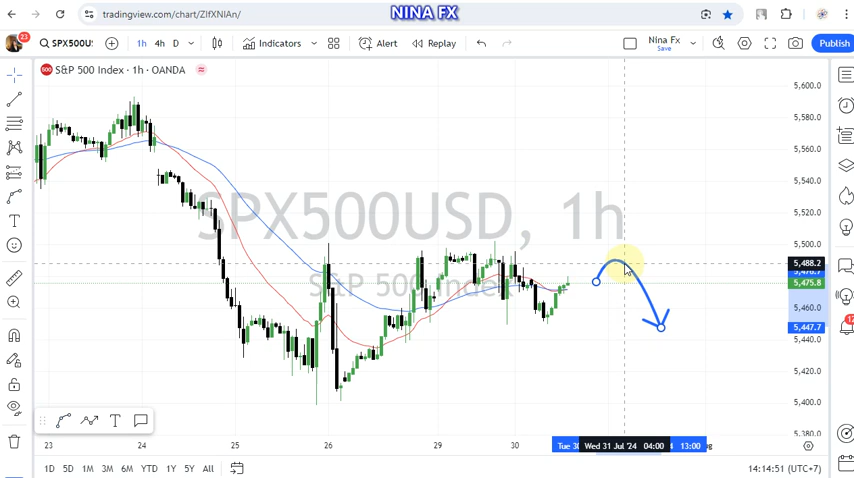 NINA FX
tradingview.com/chart/ZIfXNIAn/
23
SPX500U
1h 4h D
Indicators
Alert
Replay
Nina Fx
Save
Publish
S&P 500 Index · 1h · OANDA
SPX500USD, 1h
S&P 500 Index
5,600.0
5,580.0
5,560.0
5,540.0
5,520.0
5,500.0
5,488.2
5,475.8
5,460.0
5,447.7
5,440.0
5,420.0
5,400.0
5,380.0
12
23 24 25 26 29 30 Tue 30 Wed 31 Jul '24 04:00 13:00
1D 5D 1M 3M 6M YTD 1Y 5Y All
14:14:51 (UTC+7)